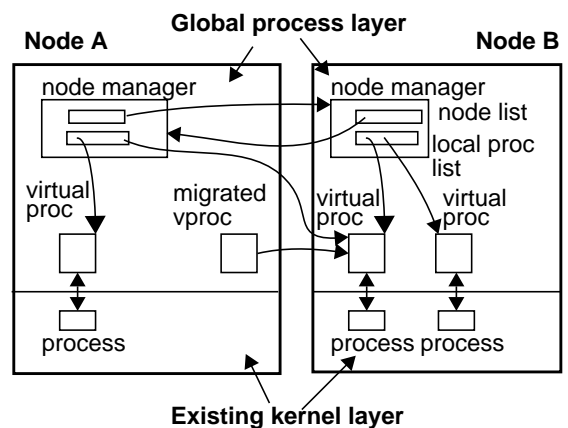 Global process layer
Node A
Node B
node manager
node manager
node list
local proc
list
virtual
proc
migrated
vproc
virtual
proc
virtual
proc
process
process
process
Existing kernel layer